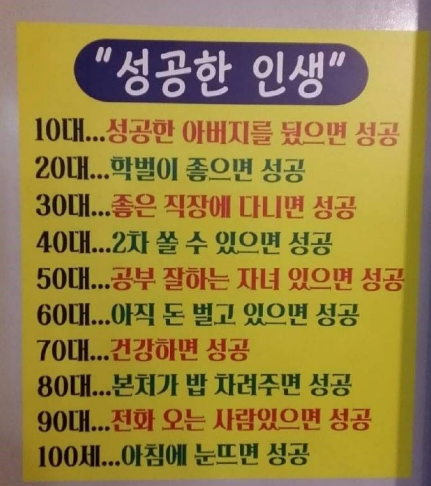 "성공한 인생"
10대...성공한 아버지를 뒀으면 성공
20대...학벌이 좋으면 성공
30대...좋은 직장에 다니면 성공
40대...2차 쏠 수 있으면 성공
50대...공부 잘하는 자녀 있으면 성공
60대...아직 돈 벌고 있으면 성공
70대...건강하면 성공
80대...본처가 밥 차려주면 성공
90대...전화 오는 사람있으면 성공
100세...아침에 눈뜨면 성공